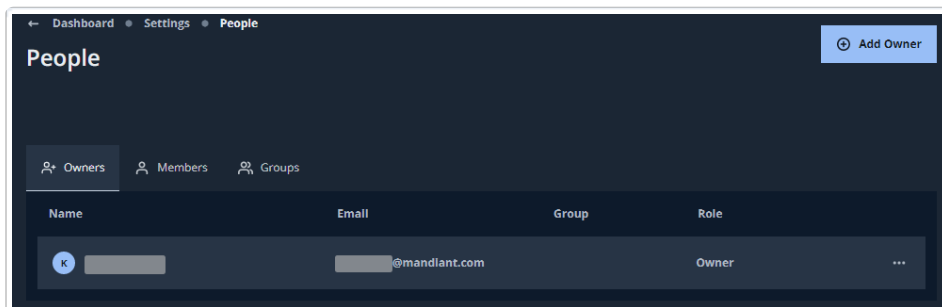 ← Dashboard ● Settings ● People
Add Owner
People
Owners Members Groups
Name Email Group Role
K @mandiant.com Owner ...